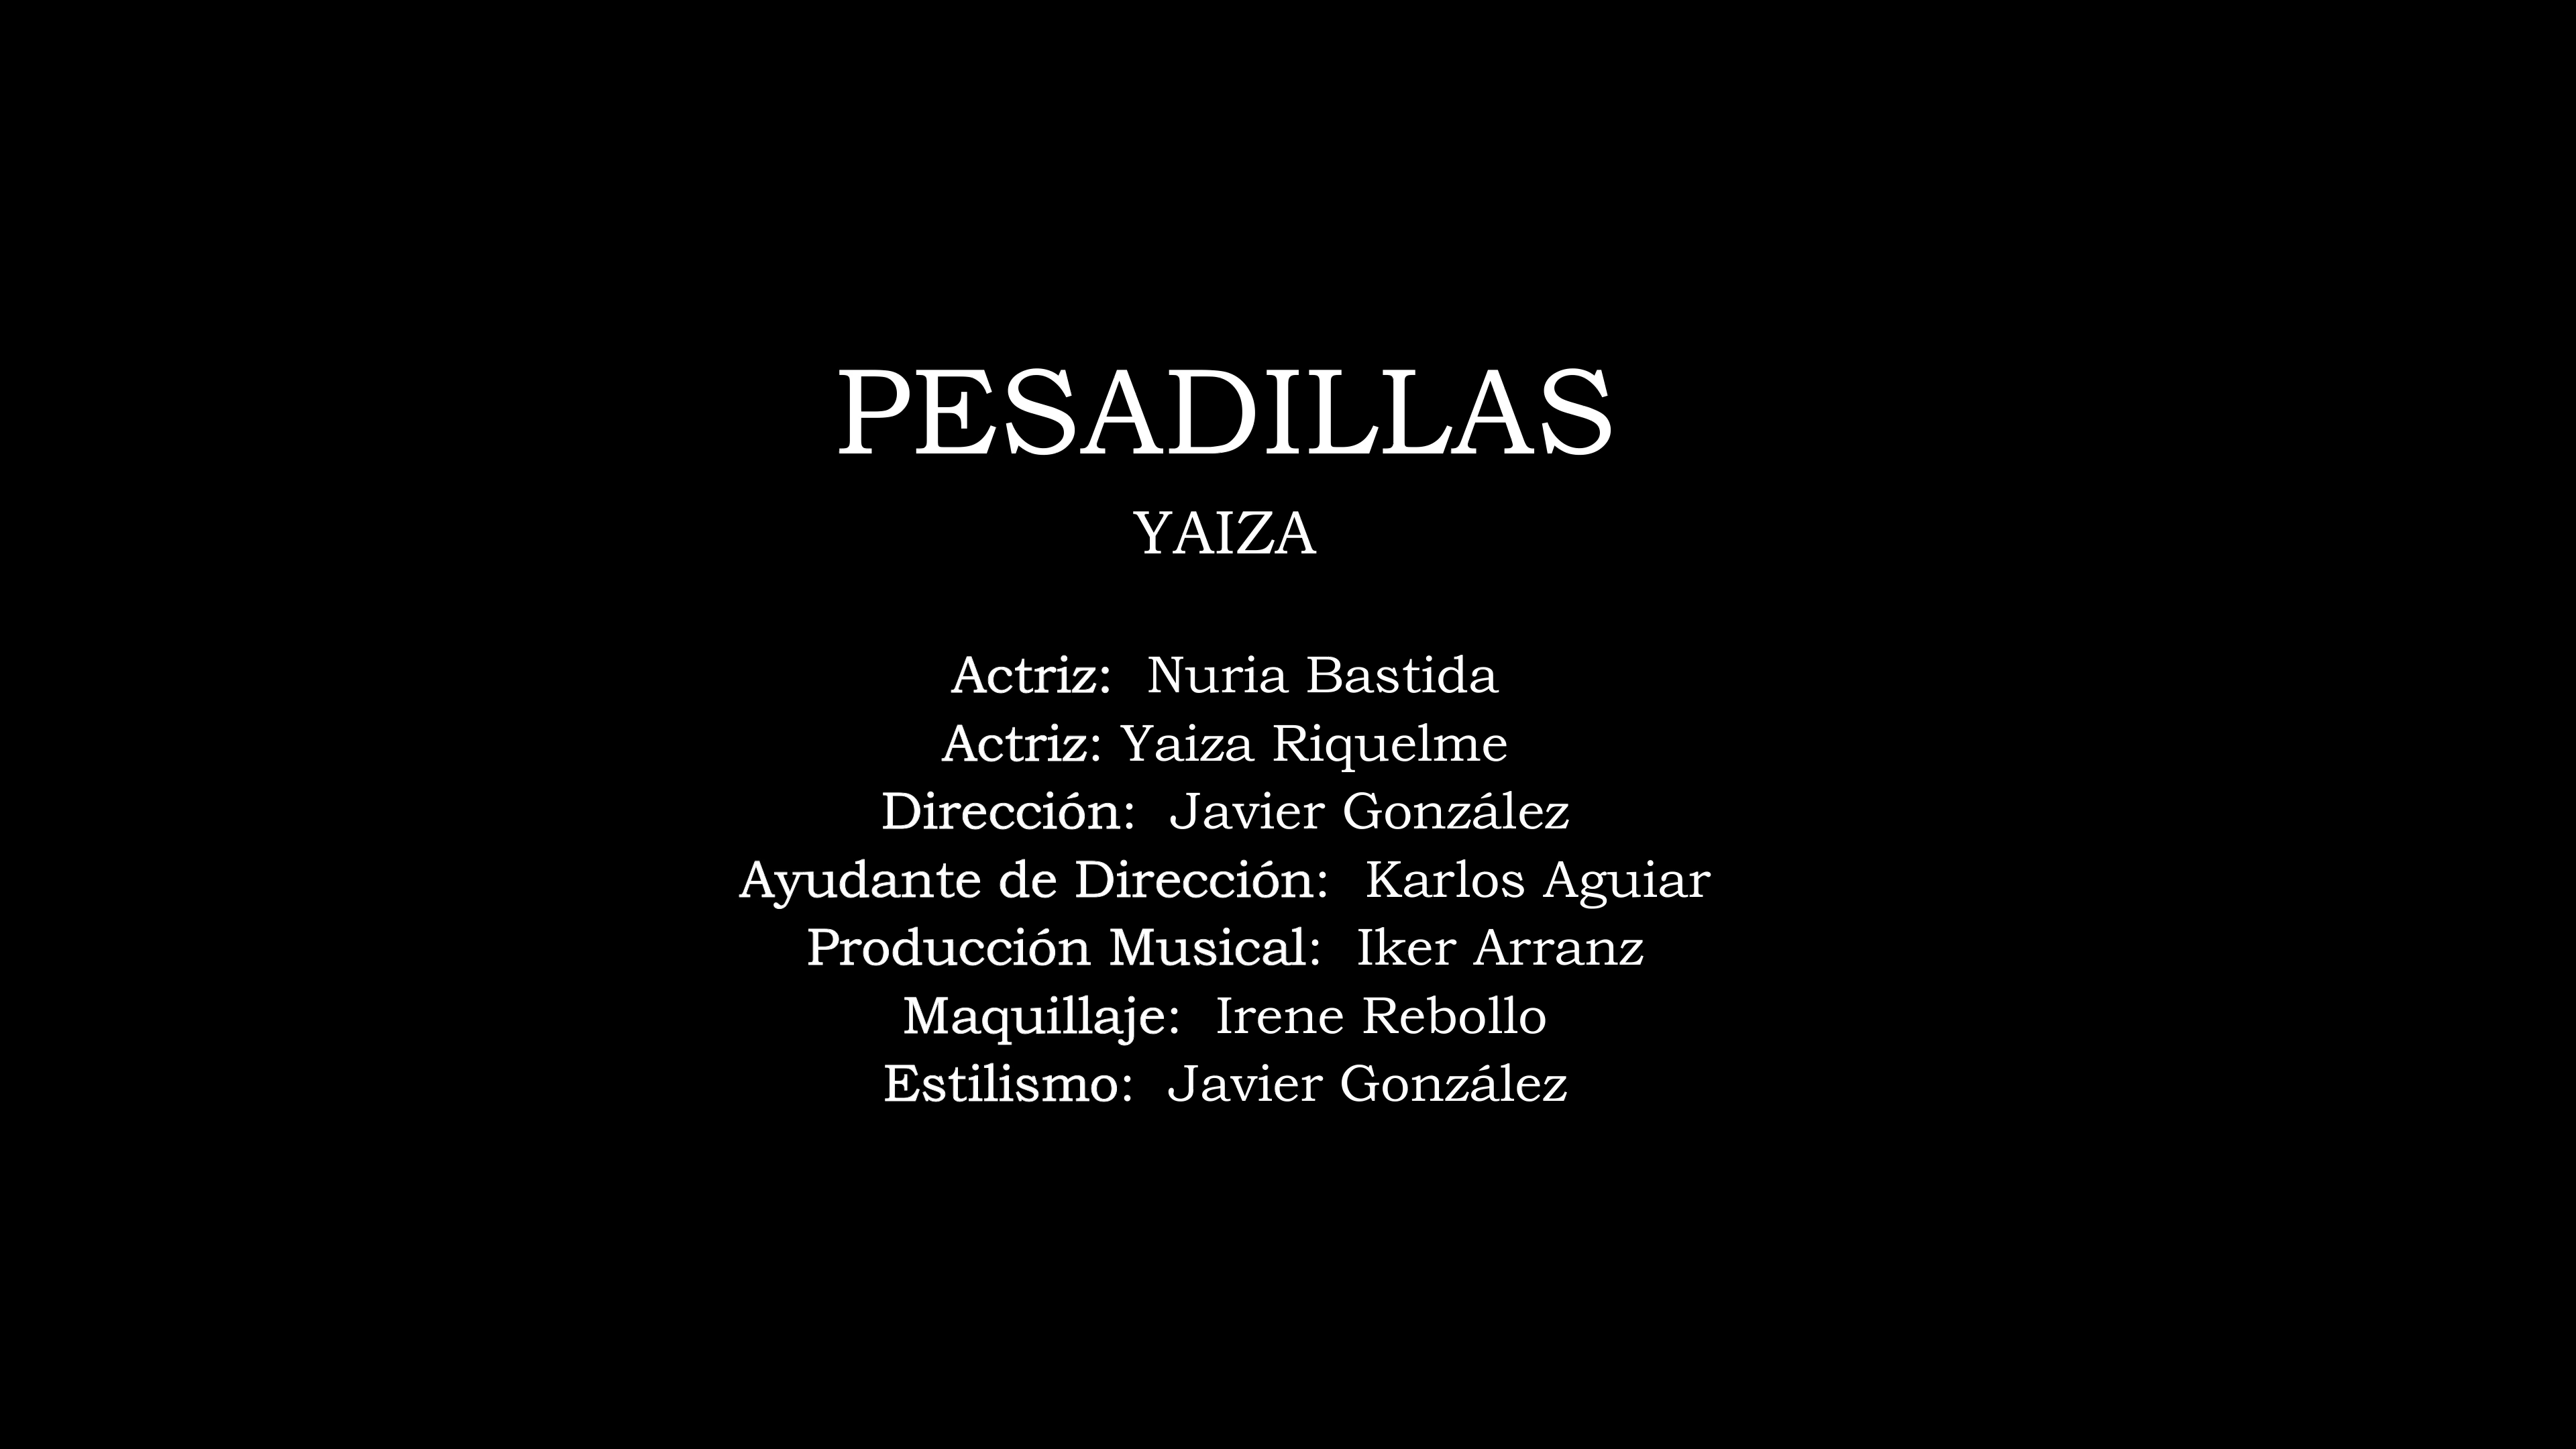 PESADILLAS
YAIZA
Actriz:  Nuria Bastida
Actriz: Yaiza Riquelme
Dirección:  Javier González
Ayudante de Dirección:  Karlos Aguiar
Producción Musical:  Iker Arranz
Maquillaje:  Irene Rebollo
Estilismo:  Javier González